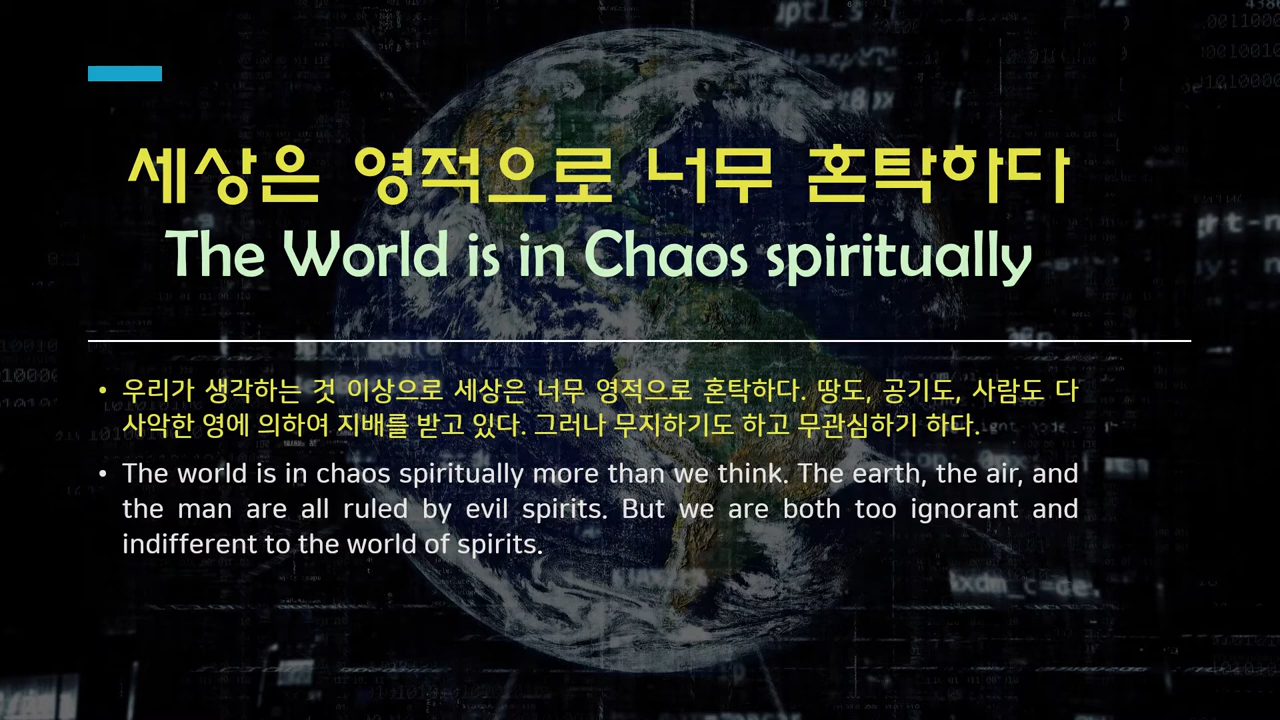 세상은 영적으로 너무 혼탁하다
The World is in Chaos spiritually
• 우리가 생각하는 것 이상으로 세상은 너무 영적으로 혼탁하다. 땅도, 공기도, 사람도 다
사악한 영에 의하여 지배를 받고 있다. 그러나 무지하기도 하고 무관심하기 하다.
• The world is in chaos spiritually more than we think. The earth, the air, and
the man are all ruled by evil spirits. But we are both too ignorant and
indifferent to the world of spirits.